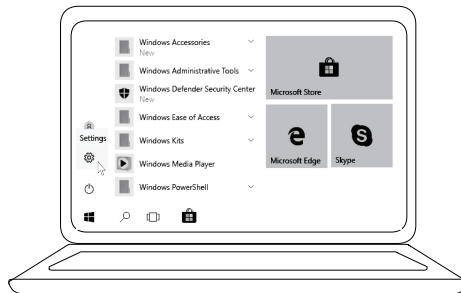 Windows Accessories
New
Windows Administrative Tools
Windows Defender Security Center
New
Windows Ease of Access
Windows Kits
Windows Media Player
Windows PowerShell
Settings
Microsoft Store
Microsoft Edge
Skype